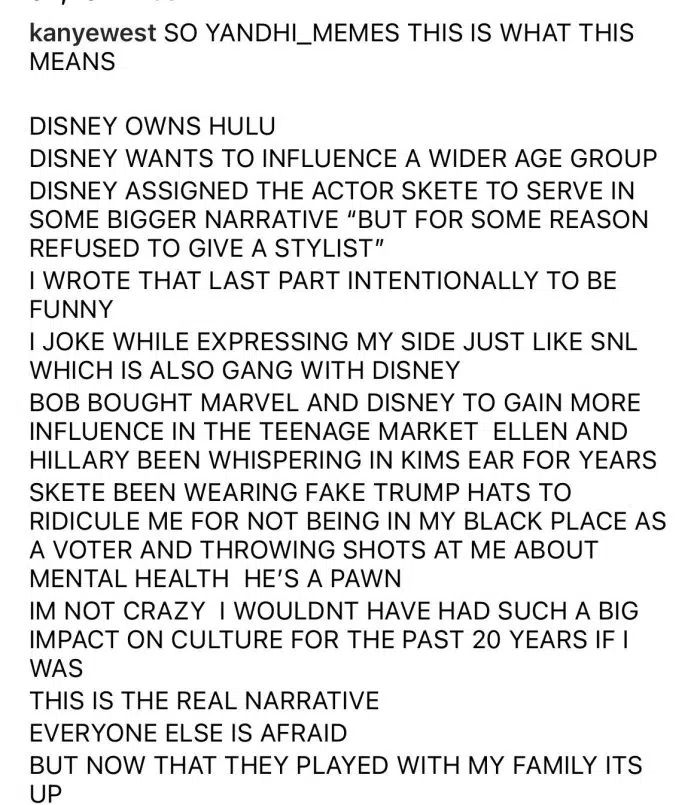 kanyewest SO YANDHI_MEMES THIS IS WHAT THIS
MEANS
DISNEY OWNS HULU
DISNEY WANTS TO INFLUENCE A WIDER AGE GROUP
DISNEY ASSIGNED THE ACTOR SKETE TO SERVE IN
SOME BIGGER NARRATIVE “BUT FOR SOME REASON
REFUSED TO GIVE A STYLIST”
I WROTE THAT LAST PART INTENTIONALLY TO BE
FUNNY
I JOKE WHILE EXPRESSING MY SIDE JUST LIKE SNL
WHICH IS ALSO GANG WITH DISNEY
BOB BOUGHT MARVEL AND DISNEY TO GAIN MORE
INFLUENCE IN THE TEENAGE MARKET  ELLEN AND
HILLARY BEEN WHISPERING IN KIMS EAR FOR YEARS
SKETE BEEN WEARING FAKE TRUMP HATS TO
RIDICULE ME FOR NOT BEING IN MY BLACK PLACE AS
A VOTER AND THROWING SHOTS AT ME ABOUT
MENTAL HEALTH  HE’S A PAWN
IM NOT CRAZY  I WOULDNT HAVE HAD SUCH A BIG
IMPACT ON CULTURE FOR THE PAST 20 YEARS IF I
WAS
THIS IS THE REAL NARRATIVE
EVERYONE ELSE IS AFRAID
BUT NOW THAT THEY PLAYED WITH MY FAMILY ITS
UP